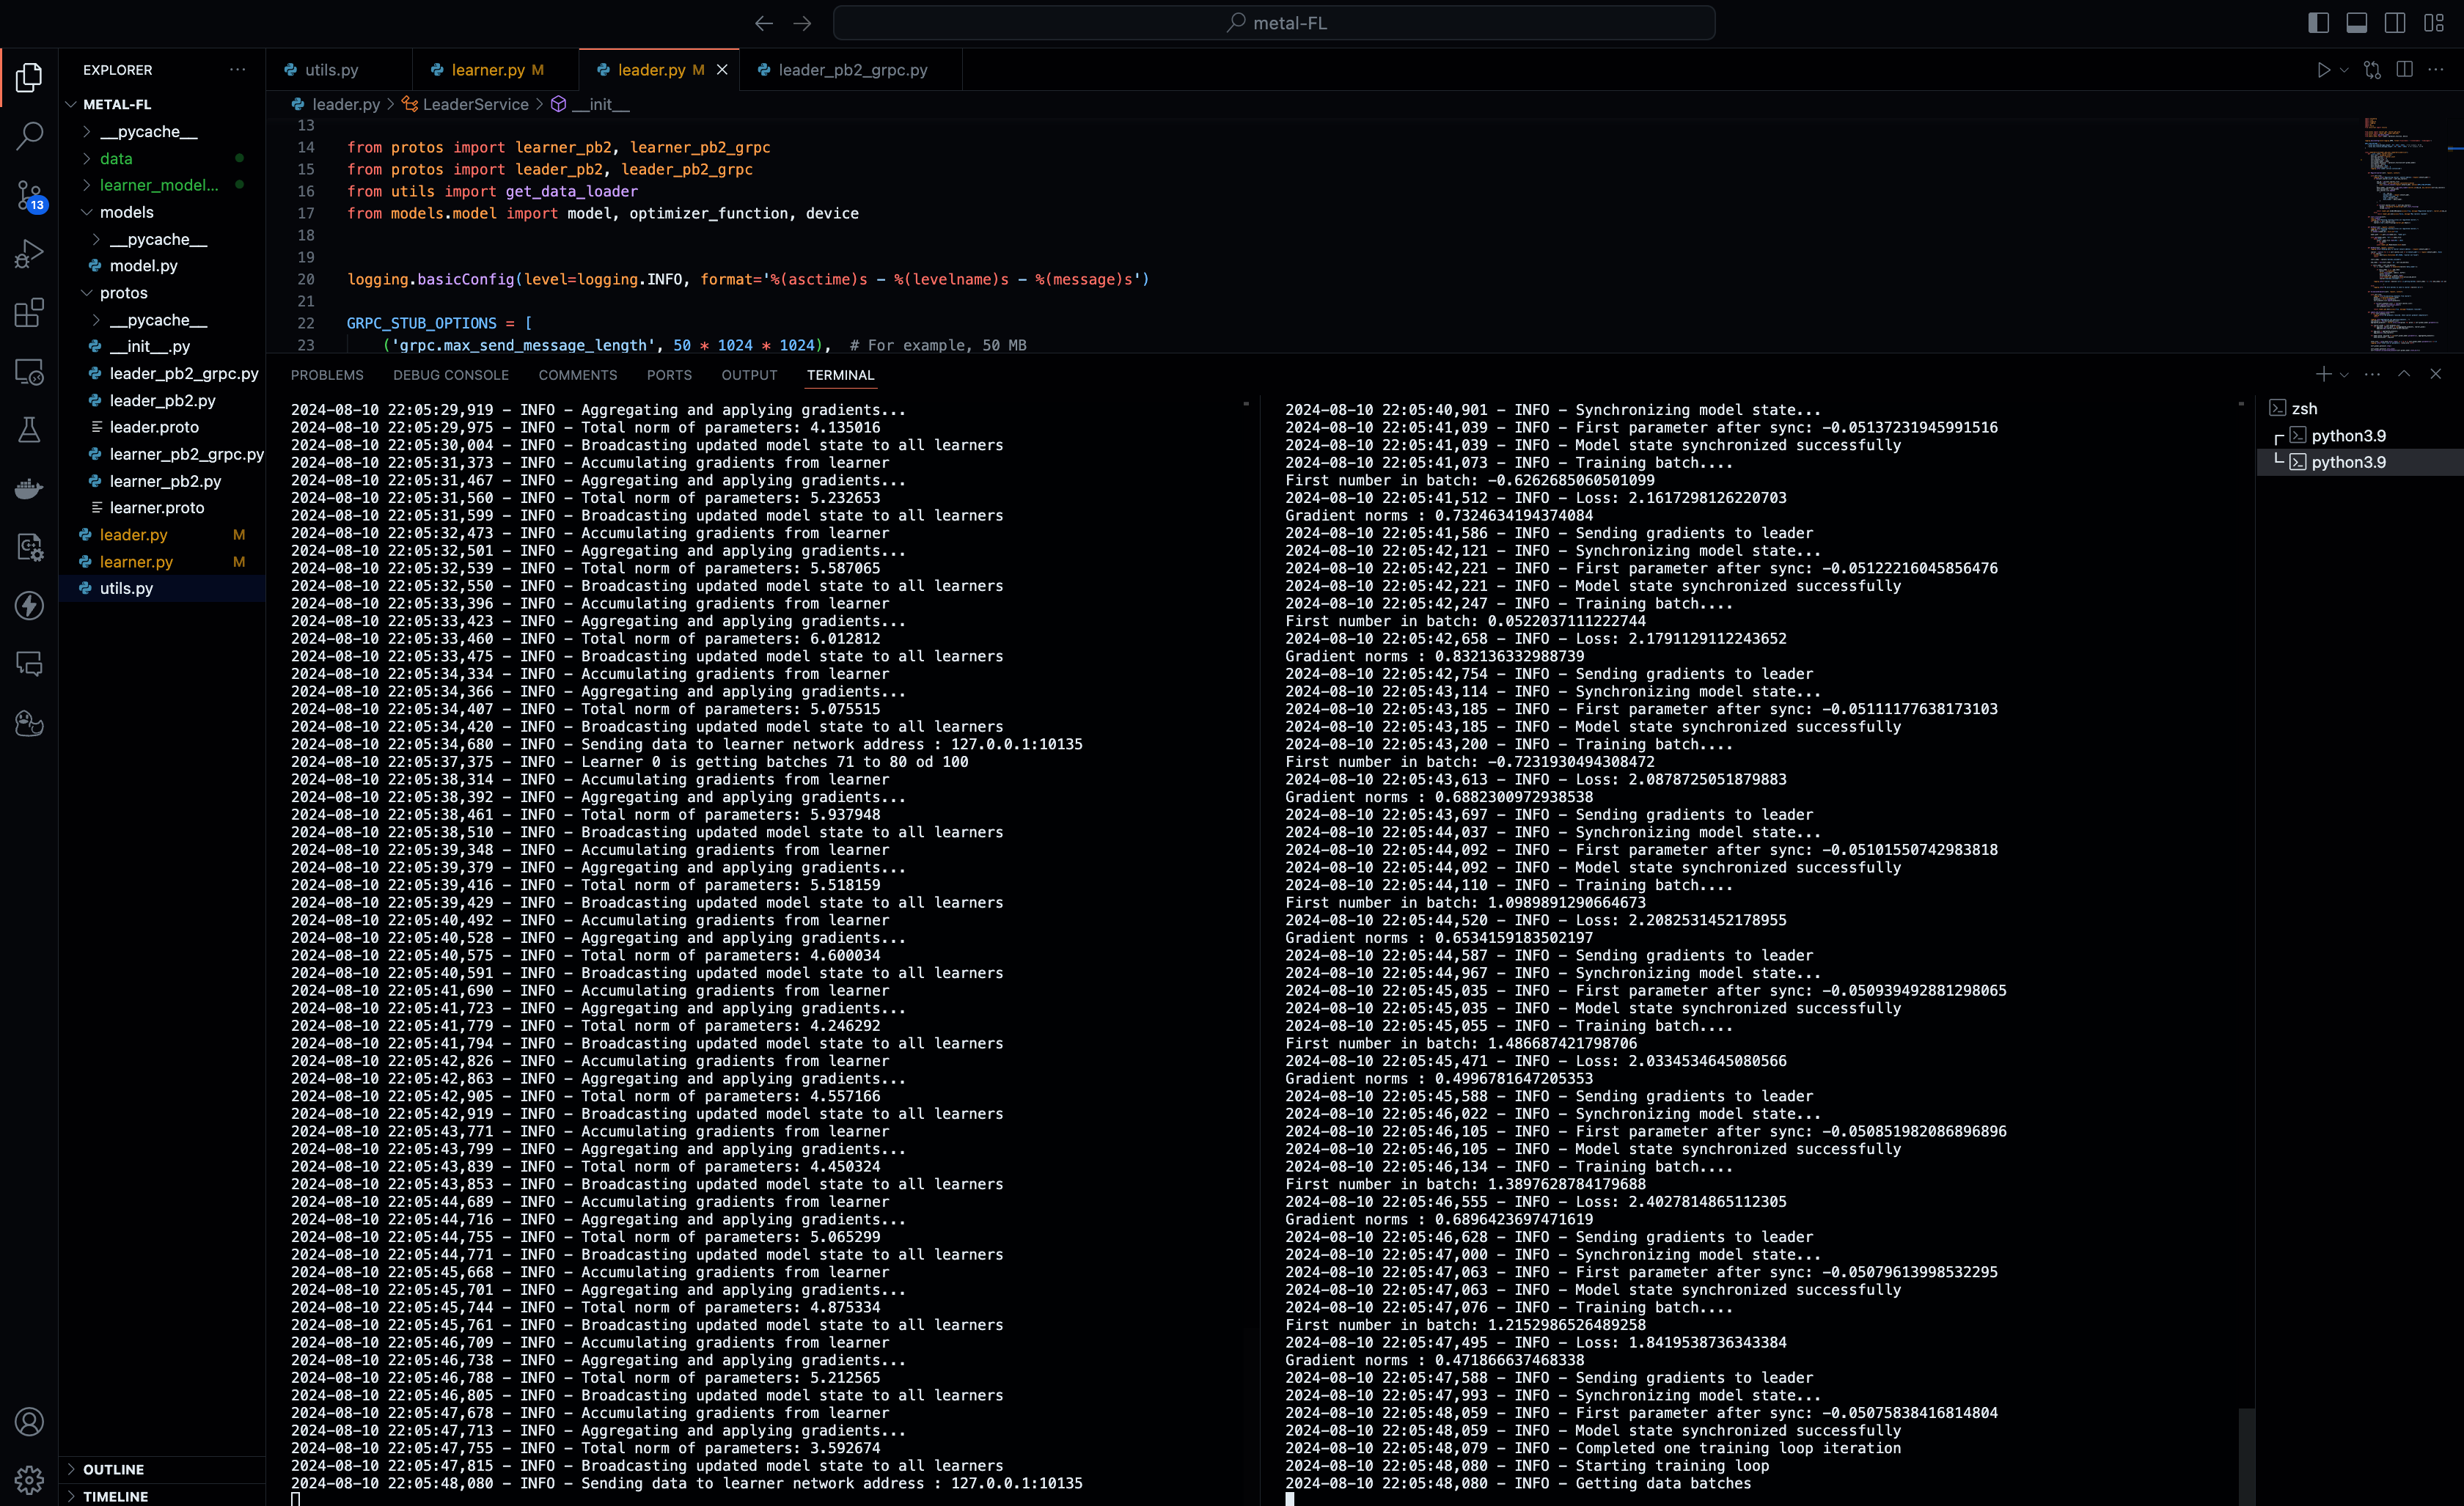 metal-FL
EXPLORER
METAL-FL
__pycache__
data
learner_model...
models
__pycache__
model.py
protos
__pycache__
__init__.py
leader_pb2_grpc.py
leader_pb2.py
leader.proto
learner_pb2_grpc.py
learner_pb2.py
learner.proto
leader.py M
learner.py M
utils.py
OUTLINE
TIMELINE
13
utils.py
learner.py M
leader.py M
leader_pb2_grpc.py
leader.py > LeaderService > __init__
13
14 from protos import learner_pb2, learner_pb2_grpc
15 from protos import leader_pb2, leader_pb2_grpc
16 from utils import get_data_loader
17 from models.model import model, optimizer_function, device
18
19
20 logging.basicConfig(level=logging.INFO, format='%(asctime)s - %(levelname)s - %(message)s')
21
22 GRPC_STUB_OPTIONS = [
23 ('grpc.max_send_message_length', 50 * 1024 * 1024), # For example, 50 MB
PROBLEMS DEBUG CONSOLE COMMENTS PORTS OUTPUT TERMINAL
2024-08-10 22:05:29,919 - INFO - Aggregating and applying gradients...
2024-08-10 22:05:29,975 - INFO - Total norm of parameters: 4.135016
2024-08-10 22:05:30,004 - INFO - Broadcasting updated model state to all learners
2024-08-10 22:05:31,373 - INFO - Accumulating gradients from learner
2024-08-10 22:05:31,467 - INFO - Aggregating and applying gradients...
2024-08-10 22:05:31,560 - INFO - Total norm of parameters: 5.232653
2024-08-10 22:05:31,599 - INFO - Broadcasting updated model state to all learners
2024-08-10 22:05:32,473 - INFO - Accumulating gradients from learner
2024-08-10 22:05:32,501 - INFO - Aggregating and applying gradients...
2024-08-10 22:05:32,539 - INFO - Total norm of parameters: 5.587065
2024-08-10 22:05:32,550 - INFO - Broadcasting updated model state to all learners
2024-08-10 22:05:33,396 - INFO - Accumulating gradients from learner
2024-08-10 22:05:33,423 - INFO - Aggregating and applying gradients...
2024-08-10 22:05:33,460 - INFO - Total norm of parameters: 6.012812
2024-08-10 22:05:33,475 - INFO - Broadcasting updated model state to all learners
2024-08-10 22:05:34,334 - INFO - Accumulating gradients from learner
2024-08-10 22:05:34,366 - INFO - Aggregating and applying gradients...
2024-08-10 22:05:34,407 - INFO - Total norm of parameters: 5.075515
2024-08-10 22:05:34,420 - INFO - Broadcasting updated model state to all learners
2024-08-10 22:05:34,680 - INFO - Sending data to learner network address : 127.0.0.1:10135
2024-08-10 22:05:37,375 - INFO - Learner 0 is getting batches 71 to 80 od 100
2024-08-10 22:05:38,314 - INFO - Accumulating gradients from learner
2024-08-10 22:05:38,392 - INFO - Aggregating and applying gradients...
2024-08-10 22:05:38,461 - INFO - Total norm of parameters: 5.937948
2024-08-10 22:05:38,510 - INFO - Broadcasting updated model state to all learners
2024-08-10 22:05:39,348 - INFO - Accumulating gradients from learner
2024-08-10 22:05:39,379 - INFO - Aggregating and applying gradients...
2024-08-10 22:05:39,416 - INFO - Total norm of parameters: 5.518159
2024-08-10 22:05:39,429 - INFO - Broadcasting updated model state to all learners
2024-08-10 22:05:40,492 - INFO - Accumulating gradients from learner
2024-08-10 22:05:40,528 - INFO - Aggregating and applying gradients...
2024-08-10 22:05:40,575 - INFO - Total norm of parameters: 4.600034
2024-08-10 22:05:40,591 - INFO - Broadcasting updated model state to all learners
2024-08-10 22:05:41,690 - INFO - Accumulating gradients from learner
2024-08-10 22:05:41,723 - INFO - Aggregating and applying gradients...
2024-08-10 22:05:41,779 - INFO - Total norm of parameters: 4.246292
2024-08-10 22:05:41,794 - INFO - Broadcasting updated model state to all learners
2024-08-10 22:05:42,826 - INFO - Accumulating gradients from learner
2024-08-10 22:05:42,863 - INFO - Aggregating and applying gradients...
2024-08-10 22:05:42,905 - INFO - Total norm of parameters: 4.557166
2024-08-10 22:05:42,919 - INFO - Broadcasting updated model state to all learners
2024-08-10 22:05:43,771 - INFO - Accumulating gradients from learner
2024-08-10 22:05:43,799 - INFO - Aggregating and applying gradients...
2024-08-10 22:05:43,839 - INFO - Total norm of parameters: 4.450324
2024-08-10 22:05:43,853 - INFO - Broadcasting updated model state to all learners
2024-08-10 22:05:44,689 - INFO - Accumulating gradients from learner
2024-08-10 22:05:44,716 - INFO - Aggregating and applying gradients...
2024-08-10 22:05:44,755 - INFO - Total norm of parameters: 5.065299
2024-08-10 22:05:44,771 - INFO - Broadcasting updated model state to all learners
2024-08-10 22:05:45,668 - INFO - Accumulating gradients from learner
2024-08-10 22:05:45,701 - INFO - Aggregating and applying gradients...
2024-08-10 22:05:45,744 - INFO - Total norm of parameters: 4.875334
2024-08-10 22:05:45,761 - INFO - Broadcasting updated model state to all learners
2024-08-10 22:05:46,709 - INFO - Accumulating gradients from learner
2024-08-10 22:05:46,738 - INFO - Aggregating and applying gradients...
2024-08-10 22:05:46,788 - INFO - Total norm of parameters: 5.212565
2024-08-10 22:05:46,805 - INFO - Broadcasting updated model state to all learners
2024-08-10 22:05:47,678 - INFO - Accumulating gradients from learner
2024-08-10 22:05:47,713 - INFO - Aggregating and applying gradients...
2024-08-10 22:05:47,755 - INFO - Total norm of parameters: 3.592674
2024-08-10 22:05:47,815 - INFO - Broadcasting updated model state to all learners
2024-08-10 22:05:48,080 - INFO - Sending data to learner network address : 127.0.0.1:10135
2024-08-10 22:05:40,901 - INFO - Synchronizing model state...
2024-08-10 22:05:41,039 - INFO - First parameter after sync: -0.05137231945991516
2024-08-10 22:05:41,039 - INFO - Model state synchronized successfully
2024-08-10 22:05:41,073 - INFO - Training batch....
First number in batch: -0.6262685060501099
2024-08-10 22:05:41,512 - INFO - Loss: 2.1617298126220703
Gradient norms : 0.7324634194374084
2024-08-10 22:05:41,586 - INFO - Sending gradients to leader
2024-08-10 22:05:42,121 - INFO - Synchronizing model state...
2024-08-10 22:05:42,221 - INFO - First parameter after sync: -0.05122216045856476
2024-08-10 22:05:42,221 - INFO - Model state synchronized successfully
2024-08-10 22:05:42,247 - INFO - Training batch....
First number in batch: 0.0522037111222744
2024-08-10 22:05:42,658 - INFO - Loss: 2.1791129112243652
Gradient norms : 0.832136332988739
2024-08-10 22:05:42,754 - INFO - Sending gradients to leader
2024-08-10 22:05:43,114 - INFO - Synchronizing model state...
2024-08-10 22:05:43,185 - INFO - First parameter after sync: -0.05111177638173103
2024-08-10 22:05:43,185 - INFO - Model state synchronized successfully
2024-08-10 22:05:43,200 - INFO - Training batch....
First number in batch: -0.7231930494308472
2024-08-10 22:05:43,613 - INFO - Loss: 2.0878725051879883
Gradient norms : 0.6882300972938538
2024-08-10 22:05:43,697 - INFO - Sending gradients to leader
2024-08-10 22:05:44,037 - INFO - Synchronizing model state...
2024-08-10 22:05:44,092 - INFO - First parameter after sync: -0.05101550742983818
2024-08-10 22:05:44,092 - INFO - Model state synchronized successfully
2024-08-10 22:05:44,110 - INFO - Training batch....
First number in batch: 1.0989891290664673
2024-08-10 22:05:44,520 - INFO - Loss: 2.2082531452178955
Gradient norms : 0.6534159183502197
2024-08-10 22:05:44,587 - INFO - Sending gradients to leader
2024-08-10 22:05:44,967 - INFO - Synchronizing model state...
2024-08-10 22:05:45,035 - INFO - First parameter after sync: -0.050939492881298065
2024-08-10 22:05:45,035 - INFO - Model state synchronized successfully
2024-08-10 22:05:45,055 - INFO - Training batch....
First number in batch: 1.486687421798706
2024-08-10 22:05:45,471 - INFO - Loss: 2.0334534645080566
Gradient norms : 0.4996781647205353
2024-08-10 22:05:45,588 - INFO - Sending gradients to leader
2024-08-10 22:05:46,022 - INFO - Synchronizing model state...
2024-08-10 22:05:46,105 - INFO - First parameter after sync: -0.050851982086896896
2024-08-10 22:05:46,105 - INFO - Model state synchronized successfully
2024-08-10 22:05:46,134 - INFO - Training batch....
First number in batch: 1.3897628784179688
2024-08-10 22:05:46,555 - INFO - Loss: 2.4027814865112305
Gradient norms : 0.6896423697471619
2024-08-10 22:05:46,628 - INFO - Sending gradients to leader
2024-08-10 22:05:47,000 - INFO - Synchronizing model state...
2024-08-10 22:05:47,063 - INFO - First parameter after sync: -0.05079613998532295
2024-08-10 22:05:47,063 - INFO - Model state synchronized successfully
2024-08-10 22:05:47,076 - INFO - Training batch....
First number in batch: 1.2152986526489258
2024-08-10 22:05:47,495 - INFO - Loss: 1.8419538736343384
Gradient norms : 0.471866637468338
2024-08-10 22:05:47,588 - INFO - Sending gradients to leader
2024-08-10 22:05:47,993 - INFO - Synchronizing model state...
2024-08-10 22:05:48,059 - INFO - First parameter after sync: -0.05075838416814804
2024-08-10 22:05:48,059 - INFO - Model state synchronized successfully
2024-08-10 22:05:48,079 - INFO - Completed one training loop iteration
2024-08-10 22:05:48,080 - INFO - Starting training loop
2024-08-10 22:05:48,080 - INFO - Getting data batches
zsh
python3.9
python3.9